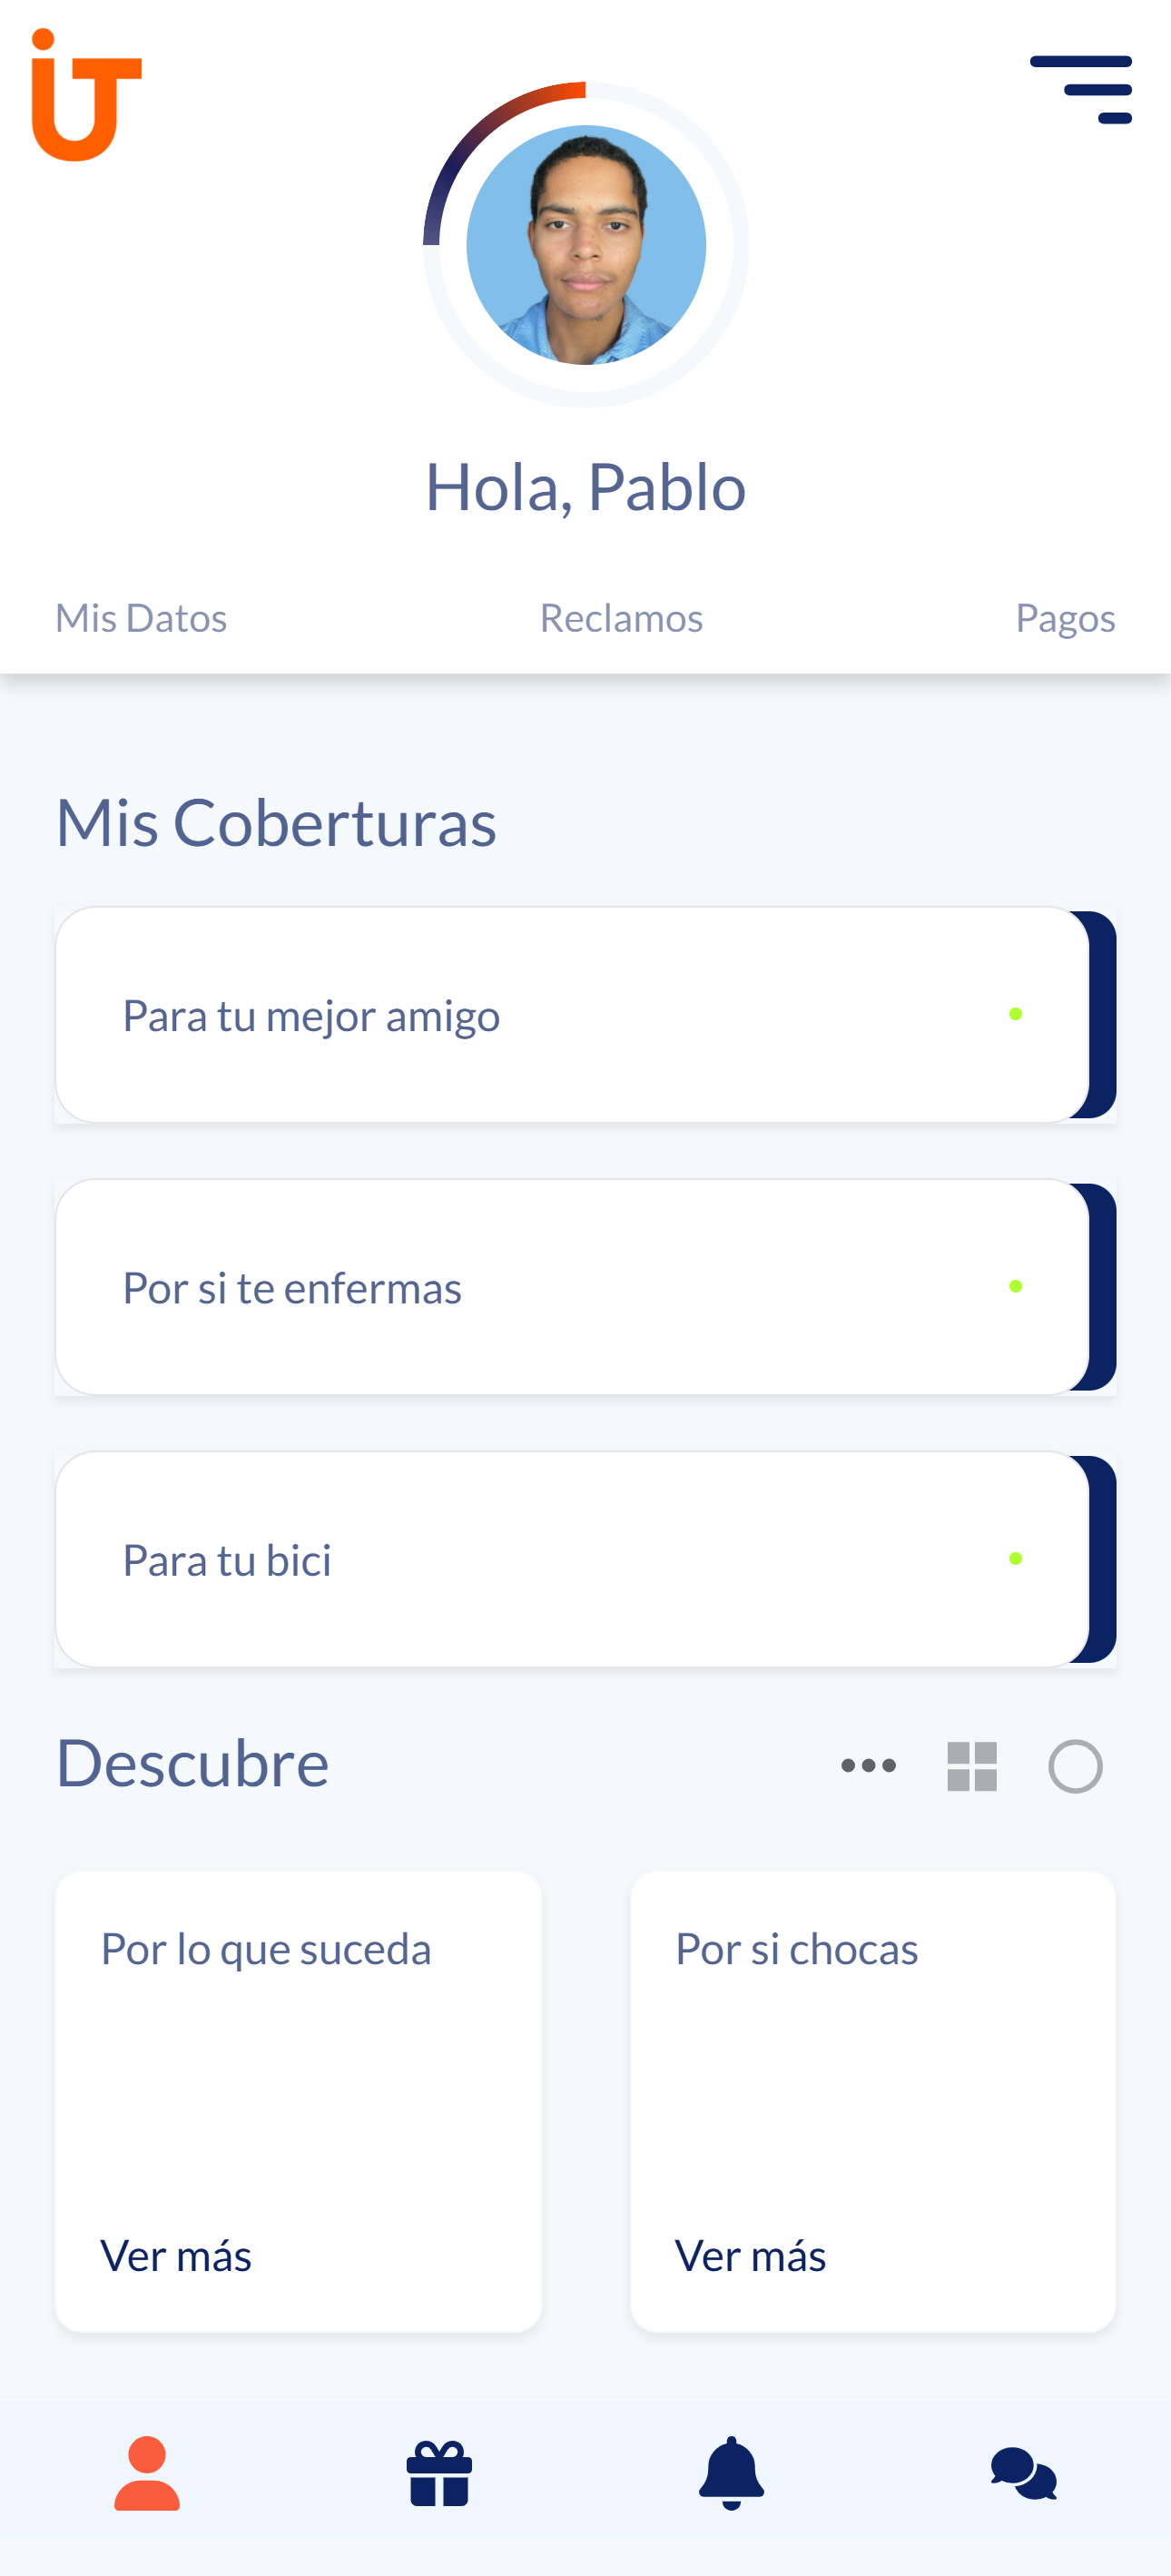 iT
Hola, Pablo
Mis Datos Reclamos Pagos
Mis Coberturas
Para tu mejor amigo
Por si te enfermas
Para tu bici
Descubre
Por lo que suceda Por si chocas
Ver más Ver más